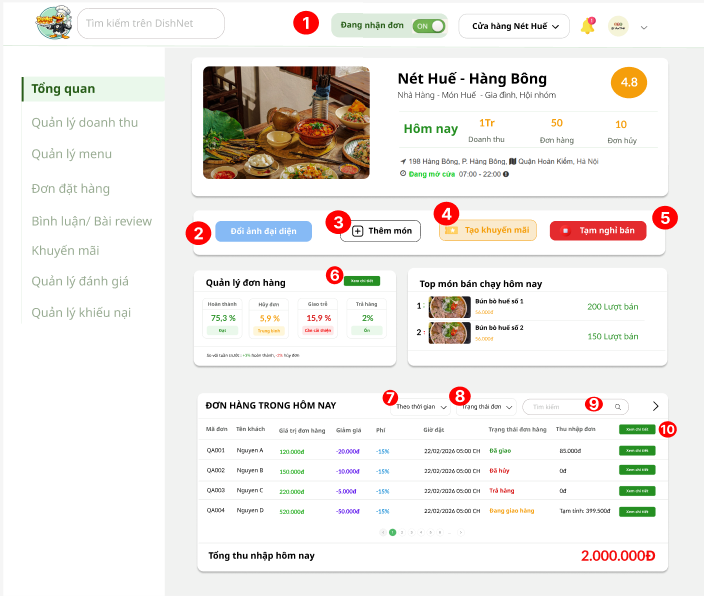 Tìm kiếm trên DishNet
1
Đang nhận đơn
ON
Cửa hàng Nét Huế
Tổng quan
Quản lý doanh thu
Quản lý menu
Đơn đặt hàng
Bình luận/ Bài review
Khuyến mãi
Quản lý đánh giá
Quản lý khiếu nại
Nét Huế - Hàng Bông
4.8
Nhà Hàng - Món Huế - Gia đình, Hội nhóm
Hôm nay
1Tr
50
10
Doanh thu
Đơn hàng
Đơn hủy
198 Hàng Bông, P. Hàng Bông, Quận Hoàn Kiếm, Hà Nội
Đang mở cửa 07:00 - 22:00
2
Đổi ảnh đại diện
3
Thêm món
4
Tạo khuyến mãi
5
Tạm nghỉ bán
Quản lý đơn hàng
6
Xem chi tiết
Hoàn thành
Hủy đơn
Giao trễ
Trả hàng
75,3 %
5,9 %
15,9 %
2%
Đạt
Trung bình
Cần cải thiện
Ổn
So với tuần trước : +5% hoàn thành, -2% hủy đơn
Top món bán chạy hôm nay
1 :
Bún bò huế số 1
200 Lượt bán
2 :
Bún bò huế số 2
150 Lượt bán
ĐƠN HÀNG TRONG HÔM NAY
7
Theo thời gian
8
Trạng thái đơn
Tìm kiếm
9
Mã đơn Tên khách Giá trị đơn hàng Giảm giá Phí Giờ đặt Trạng thái đơn hàng Thu nhập đơn Xem chi tiết
10
QA001 Nguyen A 120.000đ -20.000đ -15% 22/02/2026 05:00 CH Đã giao 85.000đ Xem chi tiết
QA002 Nguyen B 150.000đ -10.000đ -15% 22/02/2026 05:00 CH Đã hủy 0đ Xem chi tiết
QA003 Nguyen C 220.000đ -5.000đ -15% 22/02/2026 05:00 CH Trả hàng 0đ Xem chi tiết
QA004 Nguyen D 520.000đ -50.000đ -15% 22/02/2026 05:00 CH Đang giao hàng Tạm tính: 399.500đ Xem chi tiết
Tổng thu nhập hôm nay
2.000.000Đ